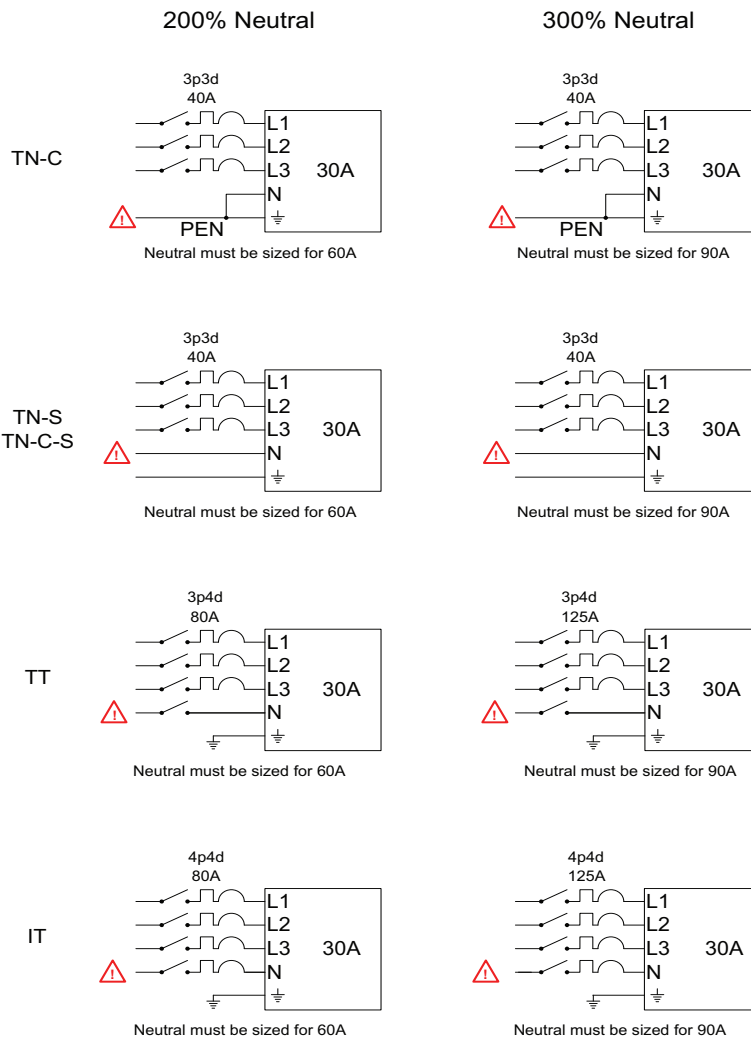 200% Neutral
300% Neutral
TN-C
3p3d
40A
L1
L2
L3
30A
N
!
PEN
Neutral must be sized for 60A
3p3d
40A
L1
L2
L3
30A
N
!
PEN
Neutral must be sized for 90A
TN-S
TN-C-S
3p3d
40A
L1
L2
L3
30A
N
!
Neutral must be sized for 60A
3p3d
40A
L1
L2
L3
30A
N
!
Neutral must be sized for 90A
TT
3p4d
80A
L1
L2
L3
30A
N
!
Neutral must be sized for 60A
3p4d
125A
L1
L2
L3
30A
N
!
Neutral must be sized for 90A
IT
4p4d
80A
L1
L2
L3
30A
N
!
Neutral must be sized for 60A
4p4d
125A
L1
L2
L3
30A
N
!
Neutral must be sized for 90A